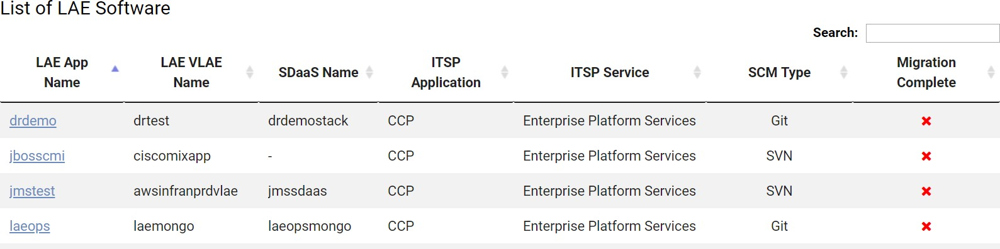 List of LAE Software
Search:
LAE App Name LAE VLAE Name SDaaS Name ITSP Application ITSP Service SCM Type Migration Complete
drdemo drtest drdemostack CCP Enterprise Platform Services Git
jbosscmi ciscomixapp - CCP Enterprise Platform Services SVN
jmstest awsinfranprdvlae jmssdaas CCP Enterprise Platform Services SVN
laeops laemongo laeopsmongo CCP Enterprise Platform Services Git